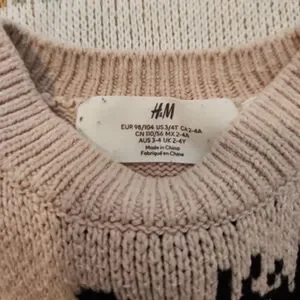 H&M
EUR 98/104 US 3/4T CA 2-4A
CN 110/56 MX 2-4A
AUS 3-4 UK 2-4Y
Made in China
Fabriqué en Chine